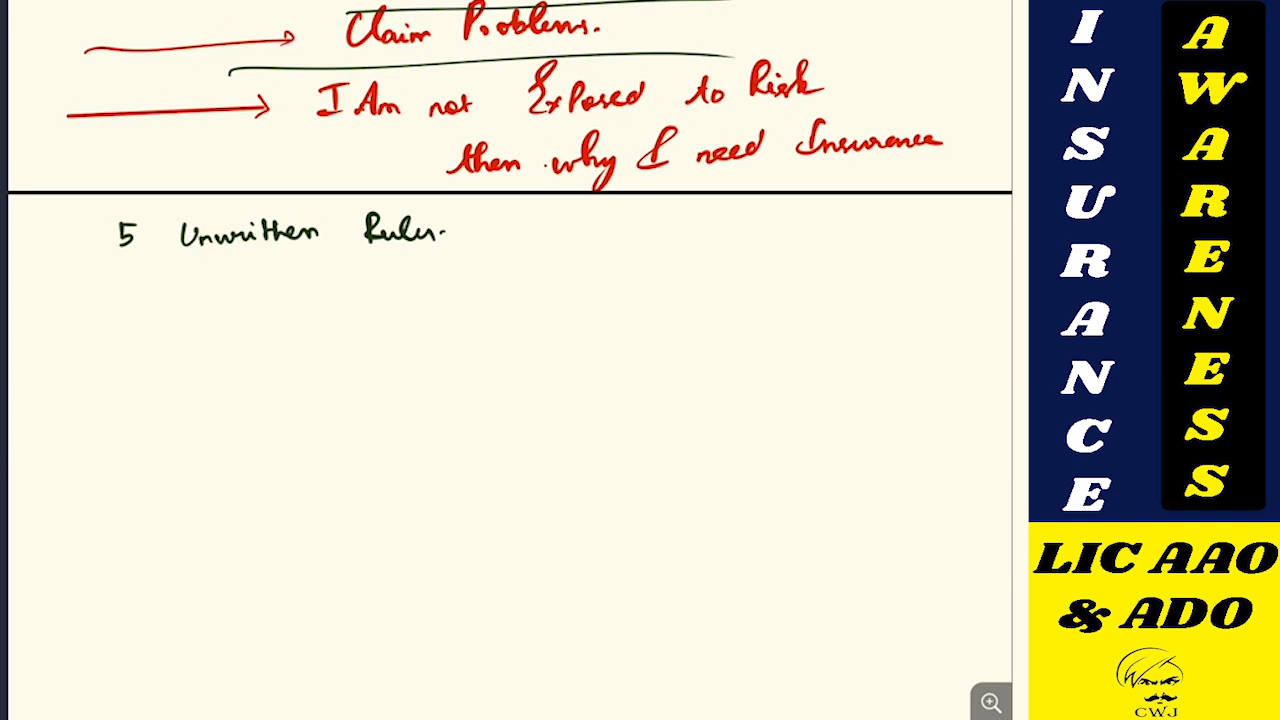 Claim Problems.
I Am not Exposed to Risk
then why I need Insurance
5 Unwritten Rules.
INSURANCE
AWARENESS
LIC AAO
& ADO
CWJ